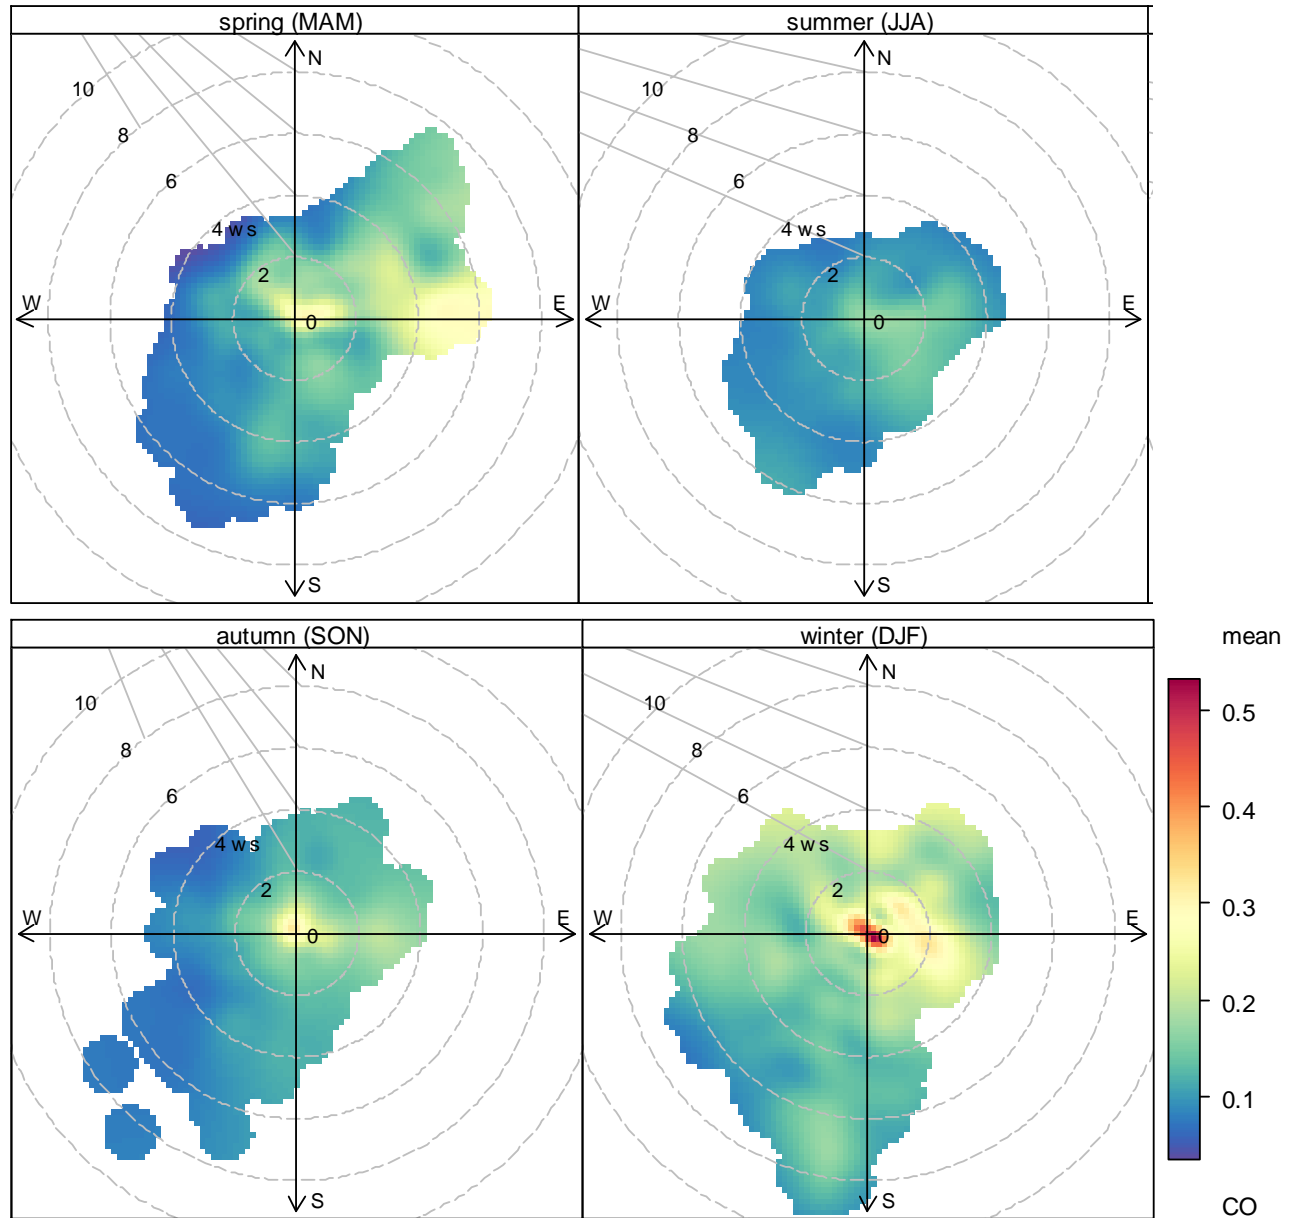 spring (MAM)
N
10
8
6
4 ws
2
W
E
0
S
summer (JJA)
N
10
8
6
4 ws
2
W
E
0
S
autumn (SON)
N
10
8
6
4 ws
2
W
E
0
S
winter (DJF)
N
10
8
6
4 ws
2
W
E
0
S
mean
0.5
0.4
0.3
0.2
0.1
CO